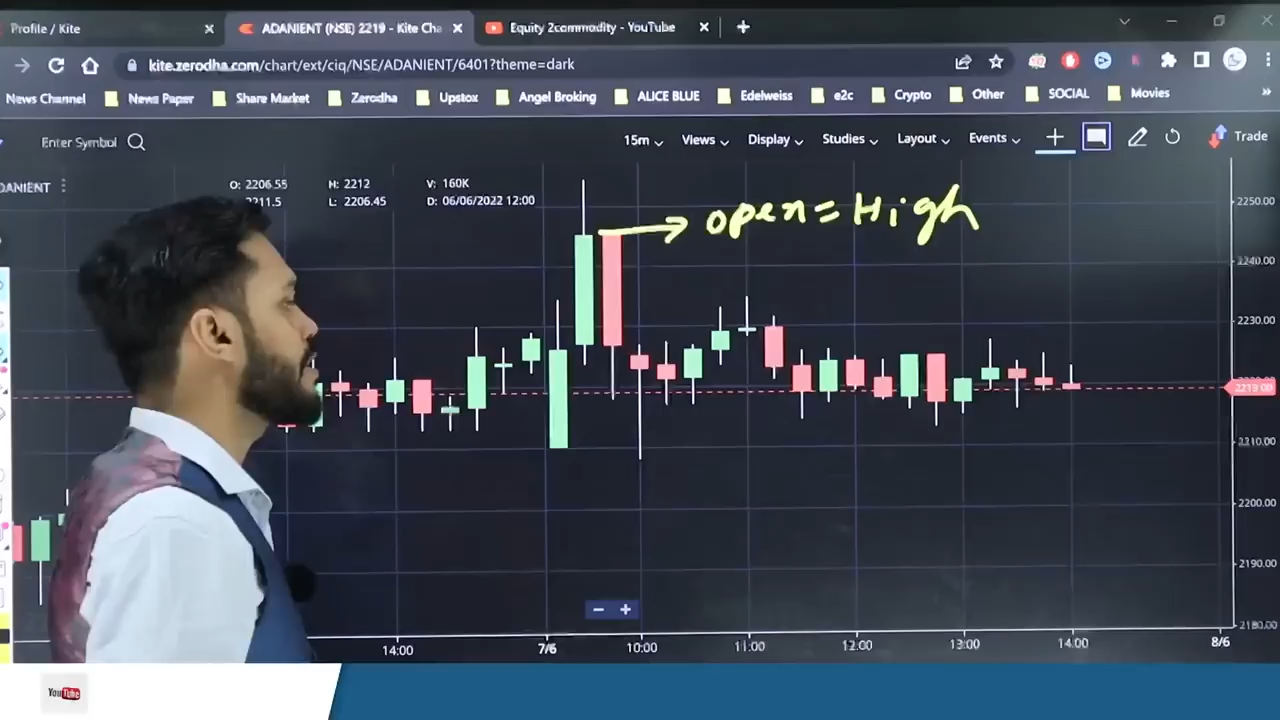 Profile / Kite
ADANIENT (NSE) 2219 - Kite Cha
Equity 2commodity - YouTube
kite.zerodha.com/chart/ext/ciq/NSE/ADANIENT/6401?theme=dark
News Channel News Paper Share Market Zerodha Upstox Angel Broking ALICE BLUE Edelweiss e2c Crypto Other SOCIAL Movies »
Enter Symbol 15m Views Display Studies Layout Events Trade
DANIENT
O: 2206.55 H: 2212 V: 160K
2211.5 L: 2206.45 D: 06/06/2022 12:00
open = High
2250.00
2240.00
2230.00
2219.00
2210.00
2200.00
2190.00
2180.00
14:00 7/6 10:00 11:00 12:00 13:00 14:00 8/6
YouTube